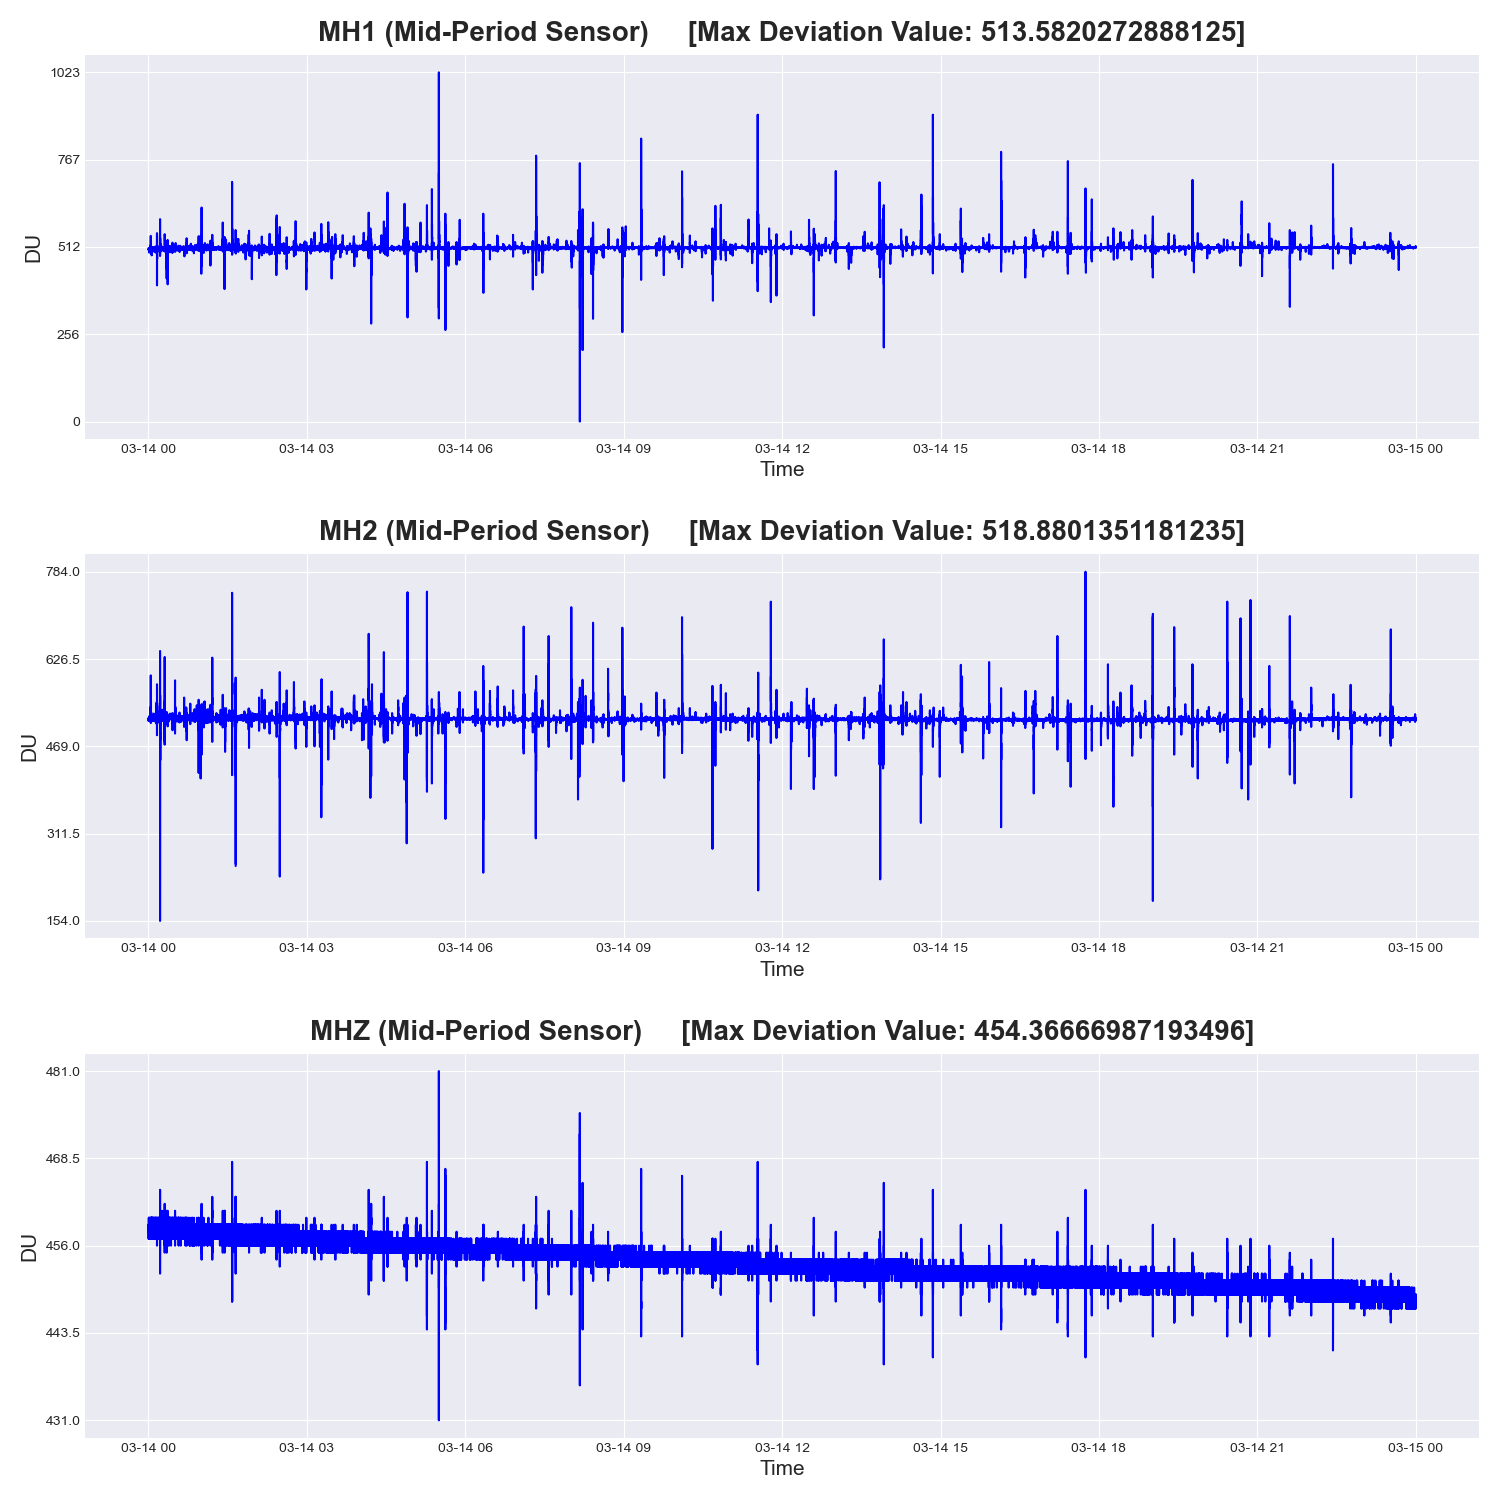 MH1 (Mid-Period Sensor) [Max Deviation Value: 513.5820272888125]
1023
767
512
256
0
DU
03-14 00 03-14 03 03-14 06 03-14 09 03-14 12 03-14 15 03-14 18 03-14 21 03-15 00
Time
MH2 (Mid-Period Sensor) [Max Deviation Value: 518.8801351181235]
784.0
626.5
469.0
311.5
154.0
DU
03-14 00 03-14 03 03-14 06 03-14 09 03-14 12 03-14 15 03-14 18 03-14 21 03-15 00
Time
MHZ (Mid-Period Sensor) [Max Deviation Value: 454.36666987193496]
481.0
468.5
456.0
443.5
431.0
DU
03-14 00 03-14 03 03-14 06 03-14 09 03-14 12 03-14 15 03-14 18 03-14 21 03-15 00
Time